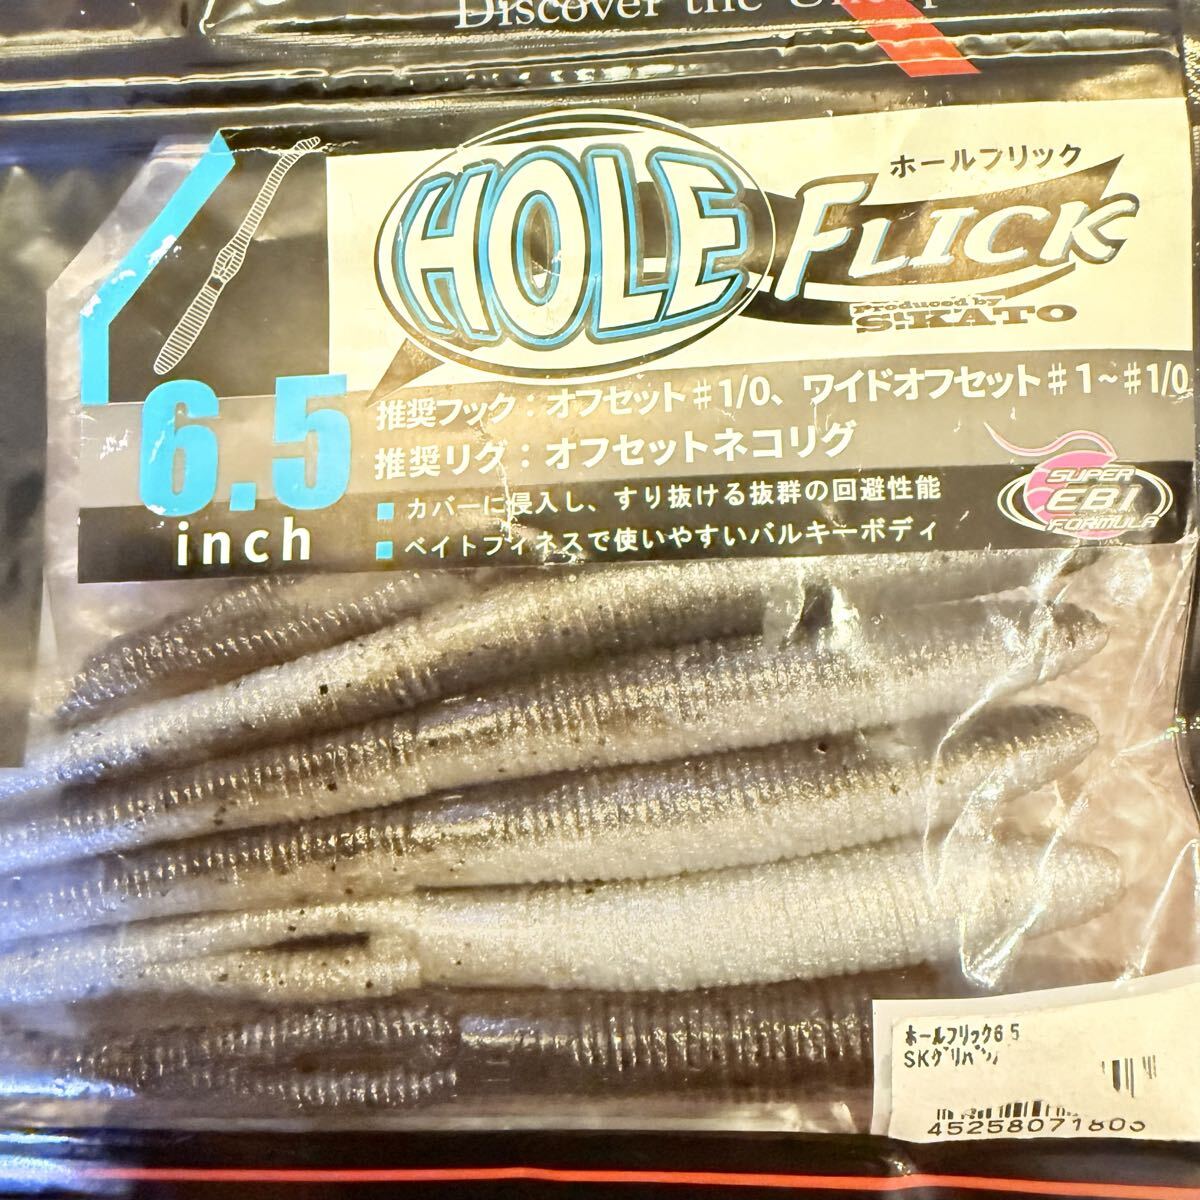 Discover the
ホールフリック
HOLE FLICK
Produced by
S.KATO
6.5
inch
推奨フック：オフセット♯1/0、ワイドオフセット♯1～♯1/0
推奨リグ：オフセットネコリグ
■ カバーに侵入し、すり抜ける抜群の回避性能
■ ベイトフィネスで使いやすいバルキーボディ
SUPER
EBI
FORMULA
ﾎｰﾙﾌﾘｯｸ6 5